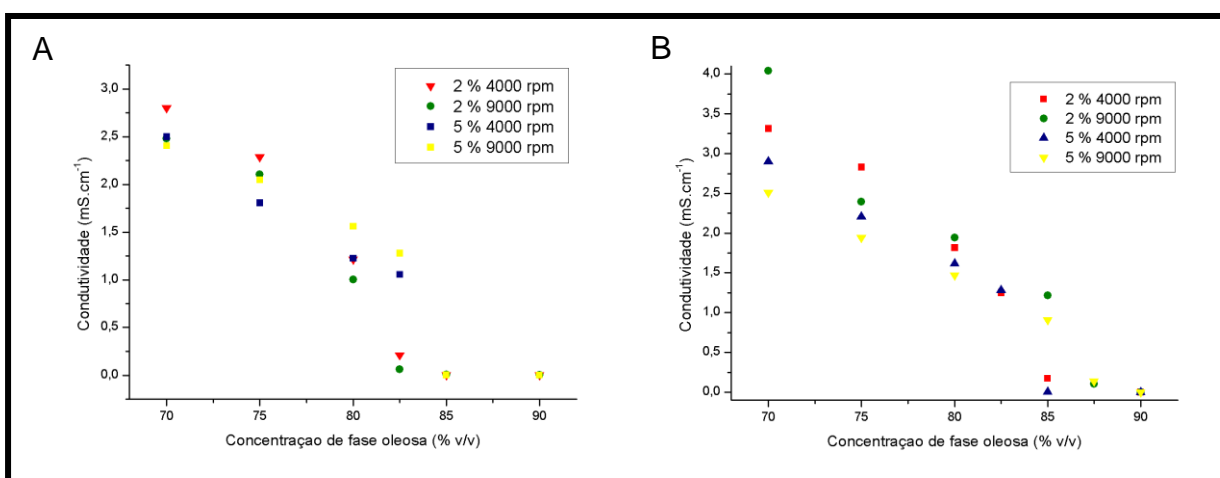 A
Condutividade (mS.cm⁻¹)
3,0
2,5
2,0
1,5
1,0
0,5
0,0
70 75 80 85 90
Concentraçao de fase oleosa (% v/v)
2 % 4000 rpm
2 % 9000 rpm
5 % 4000 rpm
5 % 9000 rpm
B
Condutividade (mS.cm⁻¹)
4,0
3,5
3,0
2,5
2,0
1,5
1,0
0,5
0,0
70 75 80 85 90
Concentraçao de fase oleosa (% v/v)
2 % 4000 rpm
2 % 9000 rpm
5 % 4000 rpm
5 % 9000 rpm